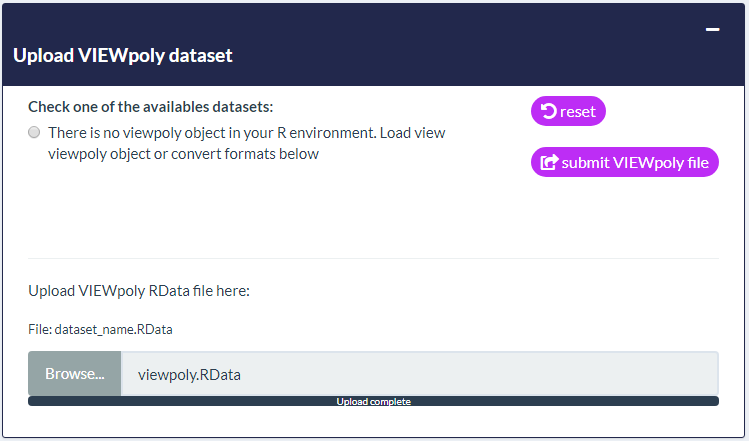 Upload VIEWpoly dataset
Check one of the availables datasets:
There is no viewpoly object in your R environment. Load view
viewpoly object or convert formats below
reset
submit VIEWpoly file
Upload VIEWpoly RData file here:
File: dataset_name.RData
Browse... viewpoly.RData
Upload complete